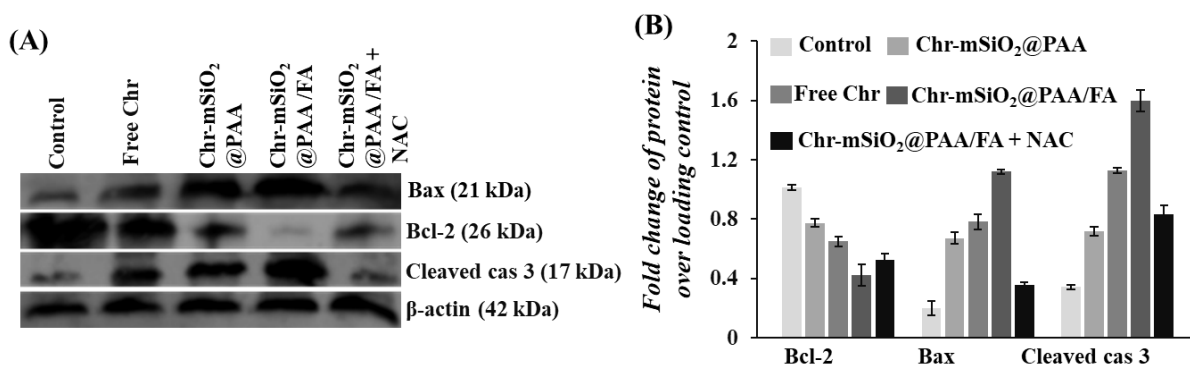 (A)
Control
Free Chr
Chr-mSiO₂
@PAA
Chr-mSiO₂
@PAA/FA
Chr-mSiO₂
@PAA/FA +
NAC
Bax (21 kDa)
Bcl-2 (26 kDa)
Cleaved cas 3 (17 kDa)
β-actin (42 kDa)
(B)
Fold change of protein
over loading control
2
1.6
1.2
0.8
0.4
0
Control
Chr-mSiO₂@PAA
Free Chr
Chr-mSiO₂@PAA/FA
Chr-mSiO₂@PAA/FA + NAC
Bcl-2
Bax
Cleaved cas 3